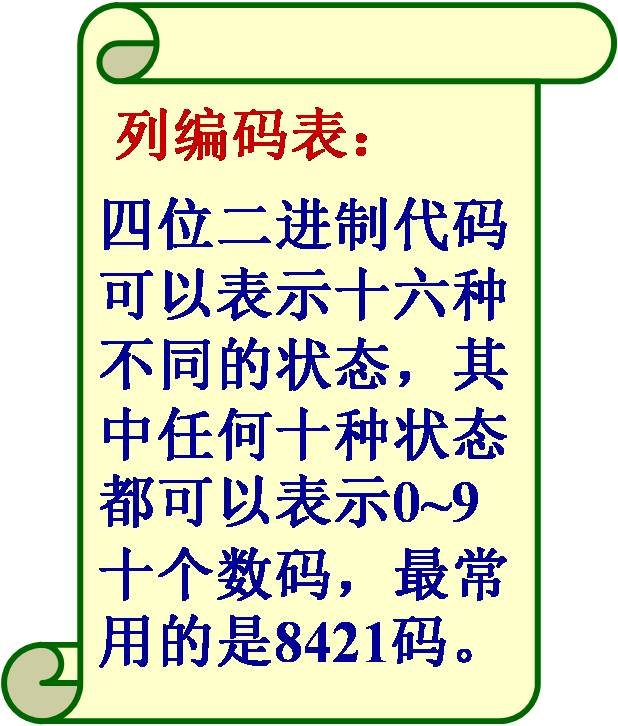 列编码表：
四位二进制代码
可以表示十六种
不同的状态，其
中任何十种状态
都可以表示0~9
十个数码，最常
用的是8421码。